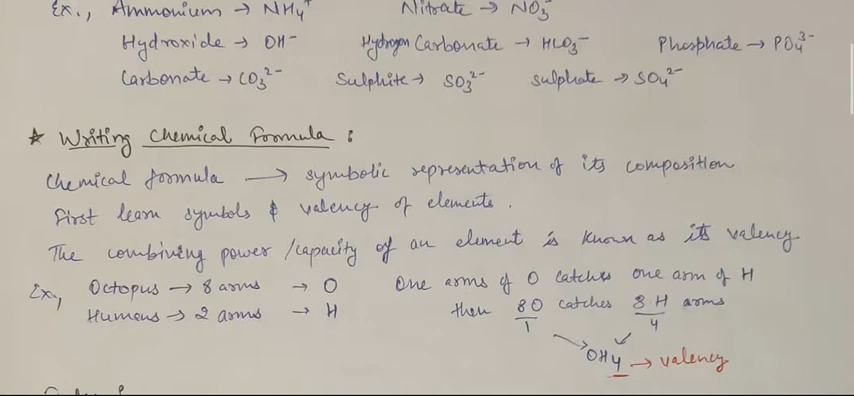 Ex., Ammonium → NH4+ Nitrate → NO3-
Hydroxide → OH- Hydrogen Carbonate → HCO3- Phosphate → PO4 3-
Carbonate → CO3 2- Sulphite → SO3 2- Sulphate → SO4 2-
* Writing Chemical Formula :
Chemical formula → symbolic representation of its composition
First learn symbols & valency of elements.
The combining power /capacity of an element is known as its valency.
Ex., Octopus → 8 arms → O One arms of O catches one arm of H
Humans → 2 arms → H then 8O/1 catches 8H/4 arms
OH4 → valency